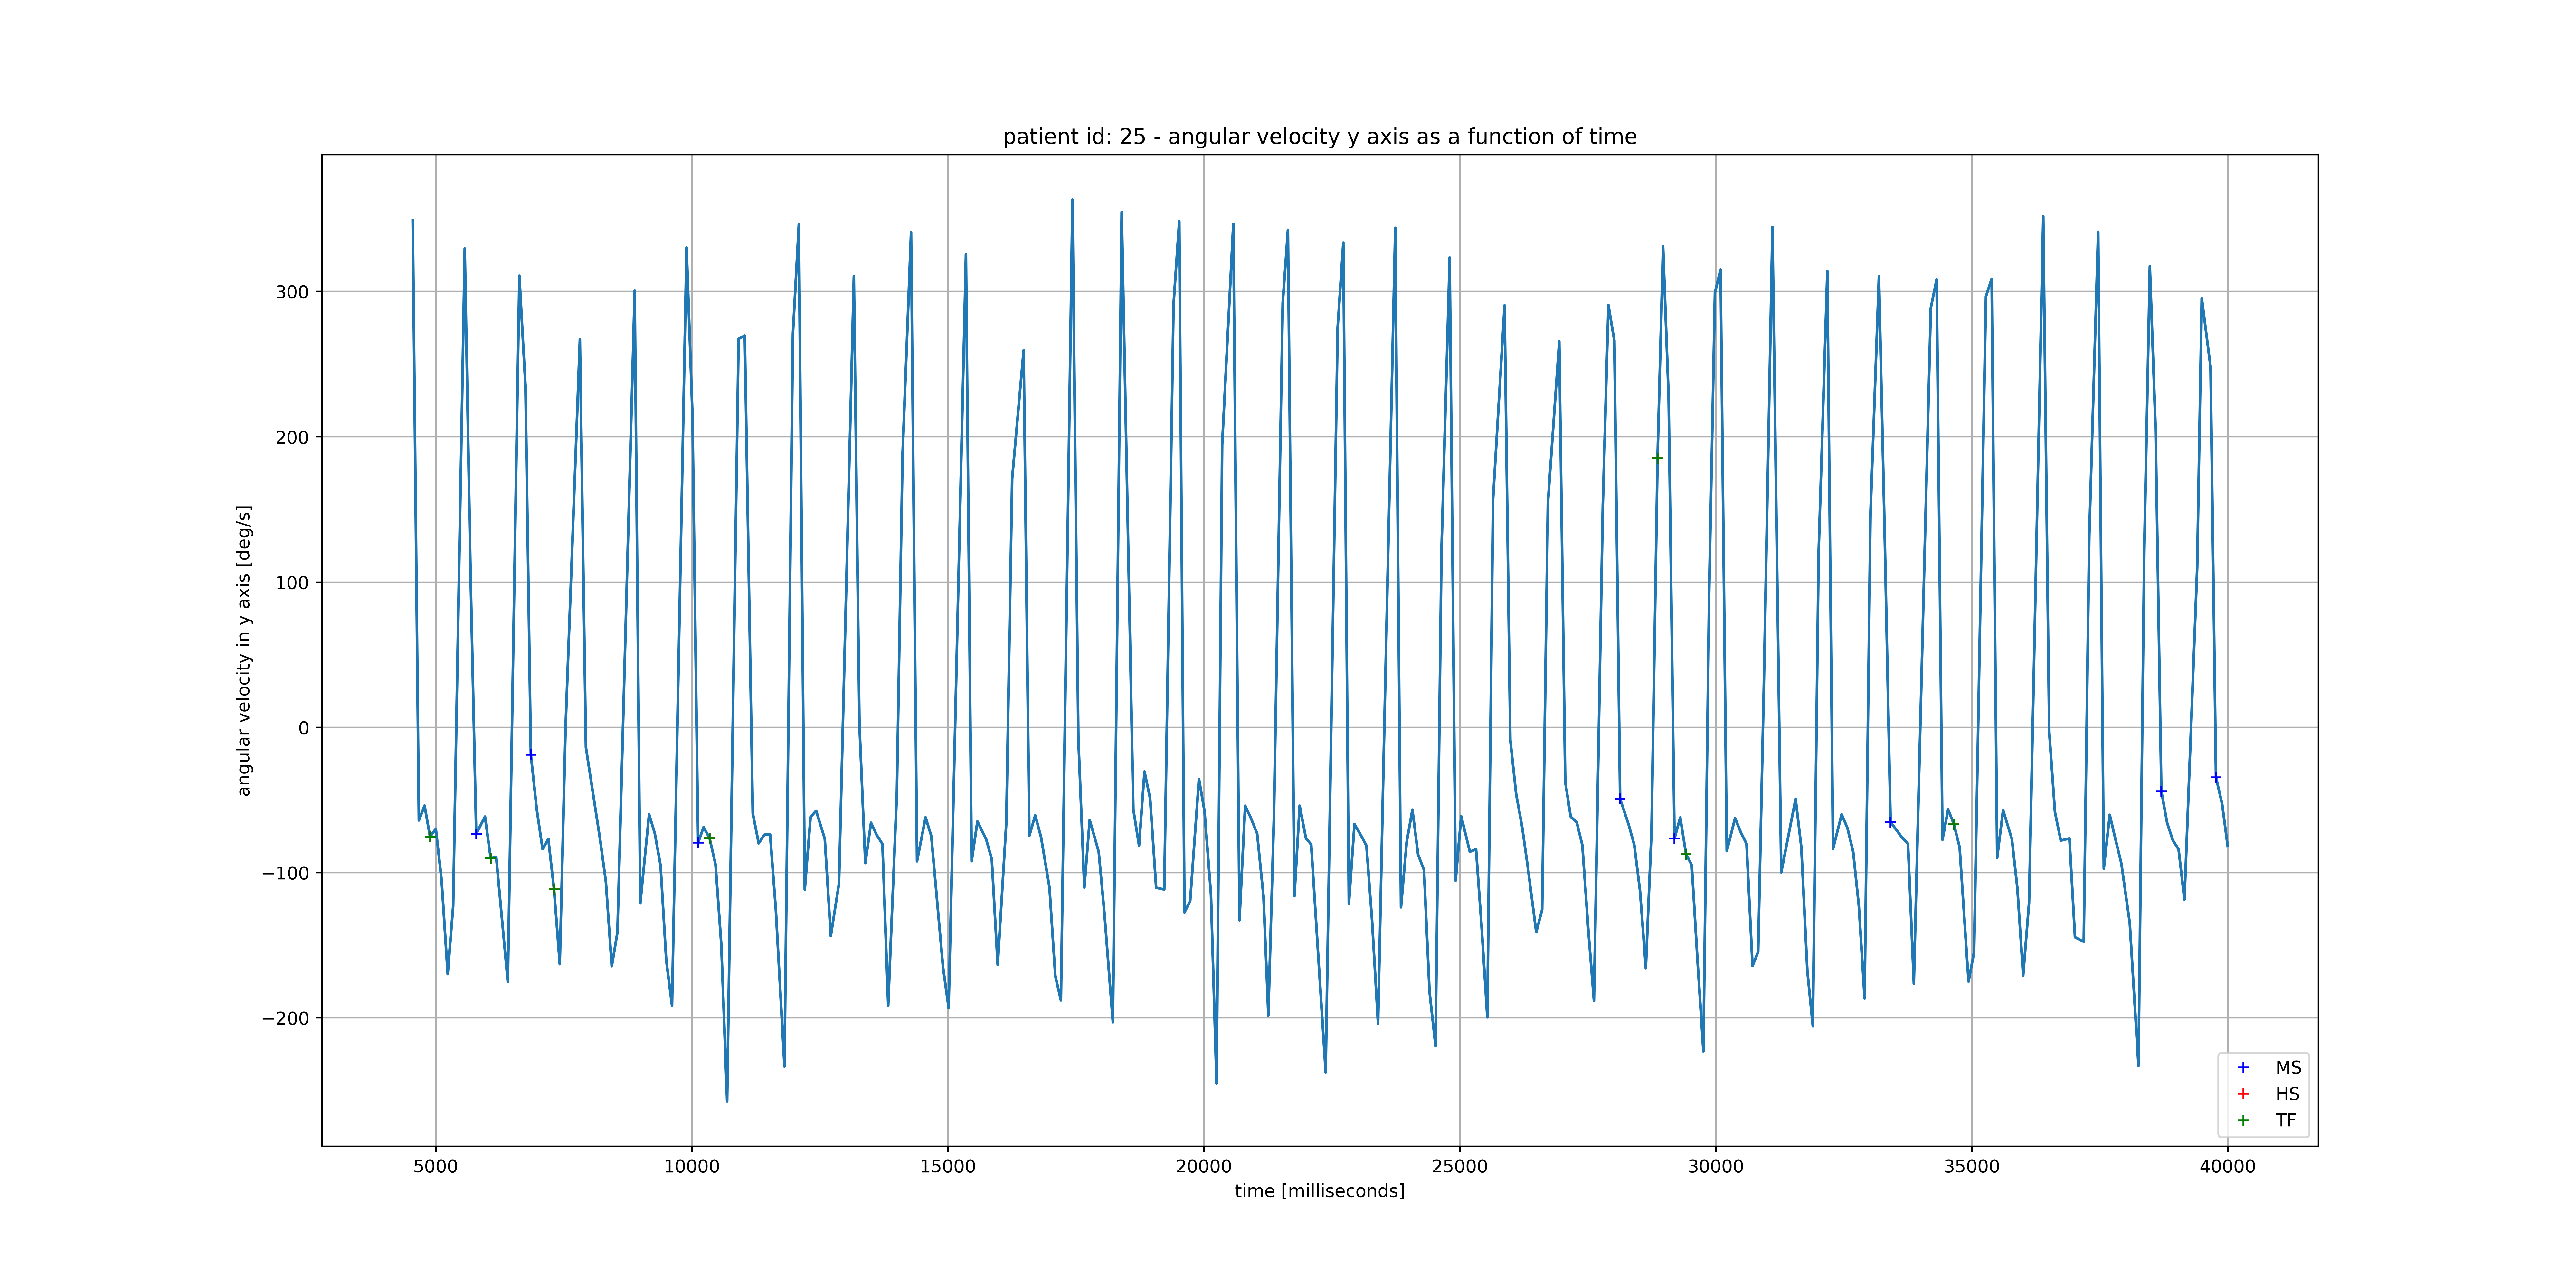 patient id: 25 - angular velocity y axis as a function of time
angular velocity in y axis [deg/s]
300
200
100
0
−100
−200
5000 10000 15000 20000 25000 30000 35000 40000
time [milliseconds]
MS
HS
TF